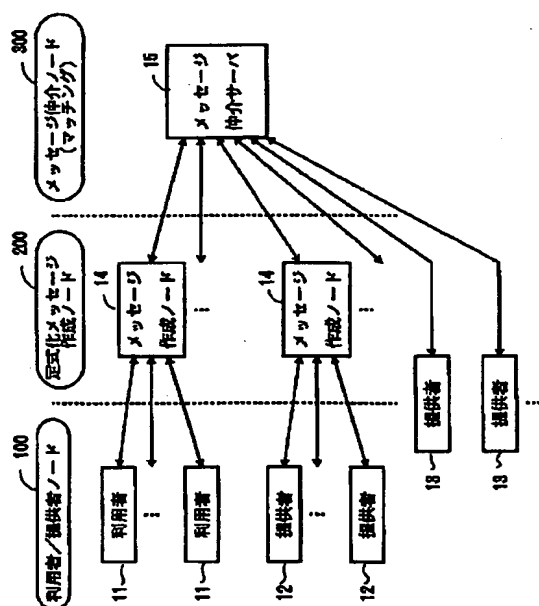 100
利用者/提供者ノード
200
定式化メッセージ
作成ノード
300
メッセージ仲介ノード
(マッチング)
11
利用者
11
利用者
12
提供者
12
提供者
13
提供者
13
提供者
14
メッセージ
作成ノード
14
メッセージ
作成ノード
15
メッセージ
仲介サーバ